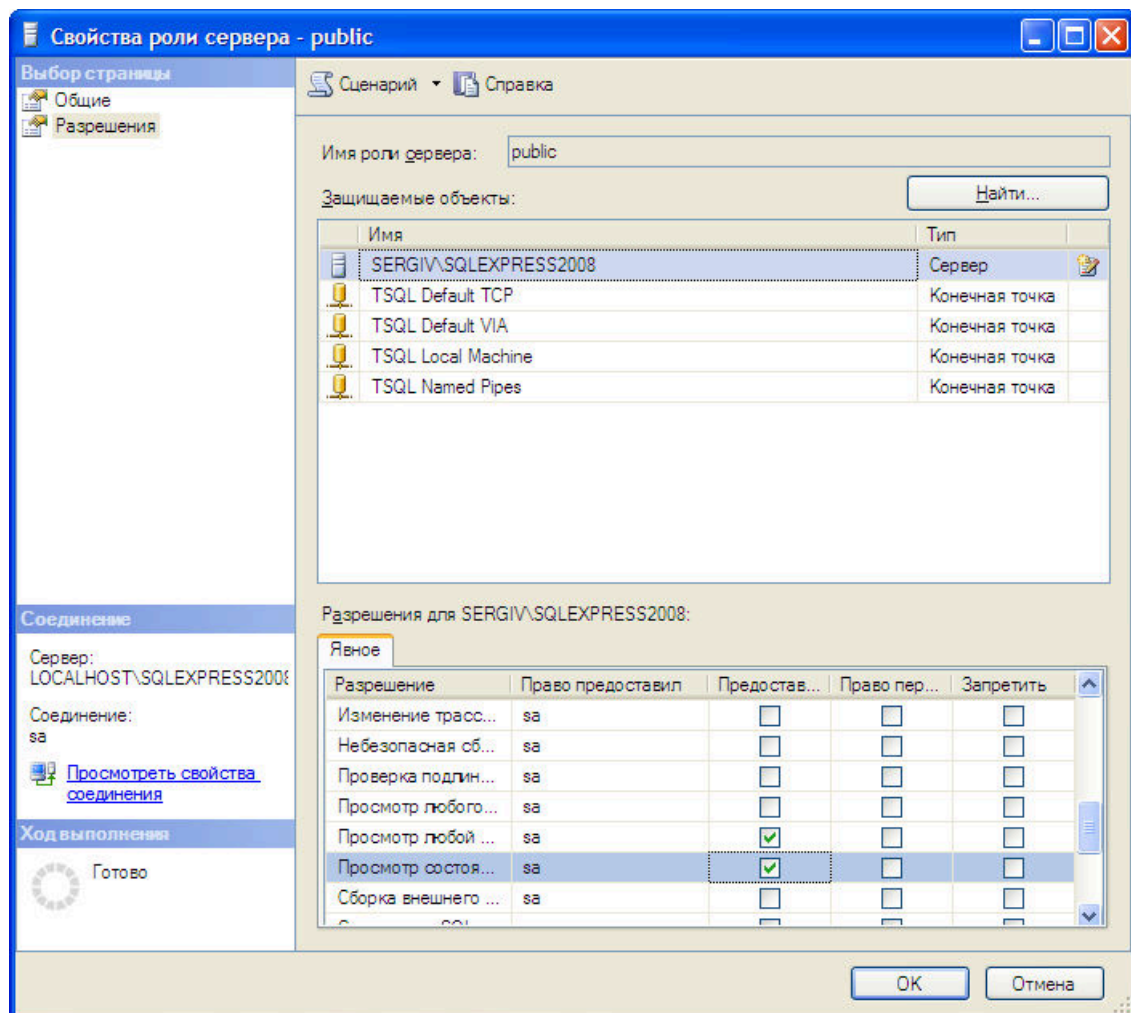 Свойства роли сервера - public
Выбор страницы
Общие
Разрешения
Сценарий Справка
Имя роли сервера: public
Защищаемые объекты: Найти...
Имя Тип
SERGIV\SQLEXPRESS2008 Сервер
TSQL Default TCP Конечная точка
TSQL Default VIA Конечная точка
TSQL Local Machine Конечная точка
TSQL Named Pipes Конечная точка
Соединение
Сервер:
LOCALHOST\SQLEXPRESS2008
Соединение:
sa
Просмотреть свойства
соединения
Ход выполнения
Готово
Разрешения для SERGIV\SQLEXPRESS2008:
Явное
Разрешение Право предоставил Предостав... Право пер... Запретить
Изменение трасс... sa
Небезопасная сб... sa
Проверка подлин... sa
Просмотр любого... sa
Просмотр любой ... sa
Просмотр состоя... sa
Сборка внешнего ... sa
OK Отмена